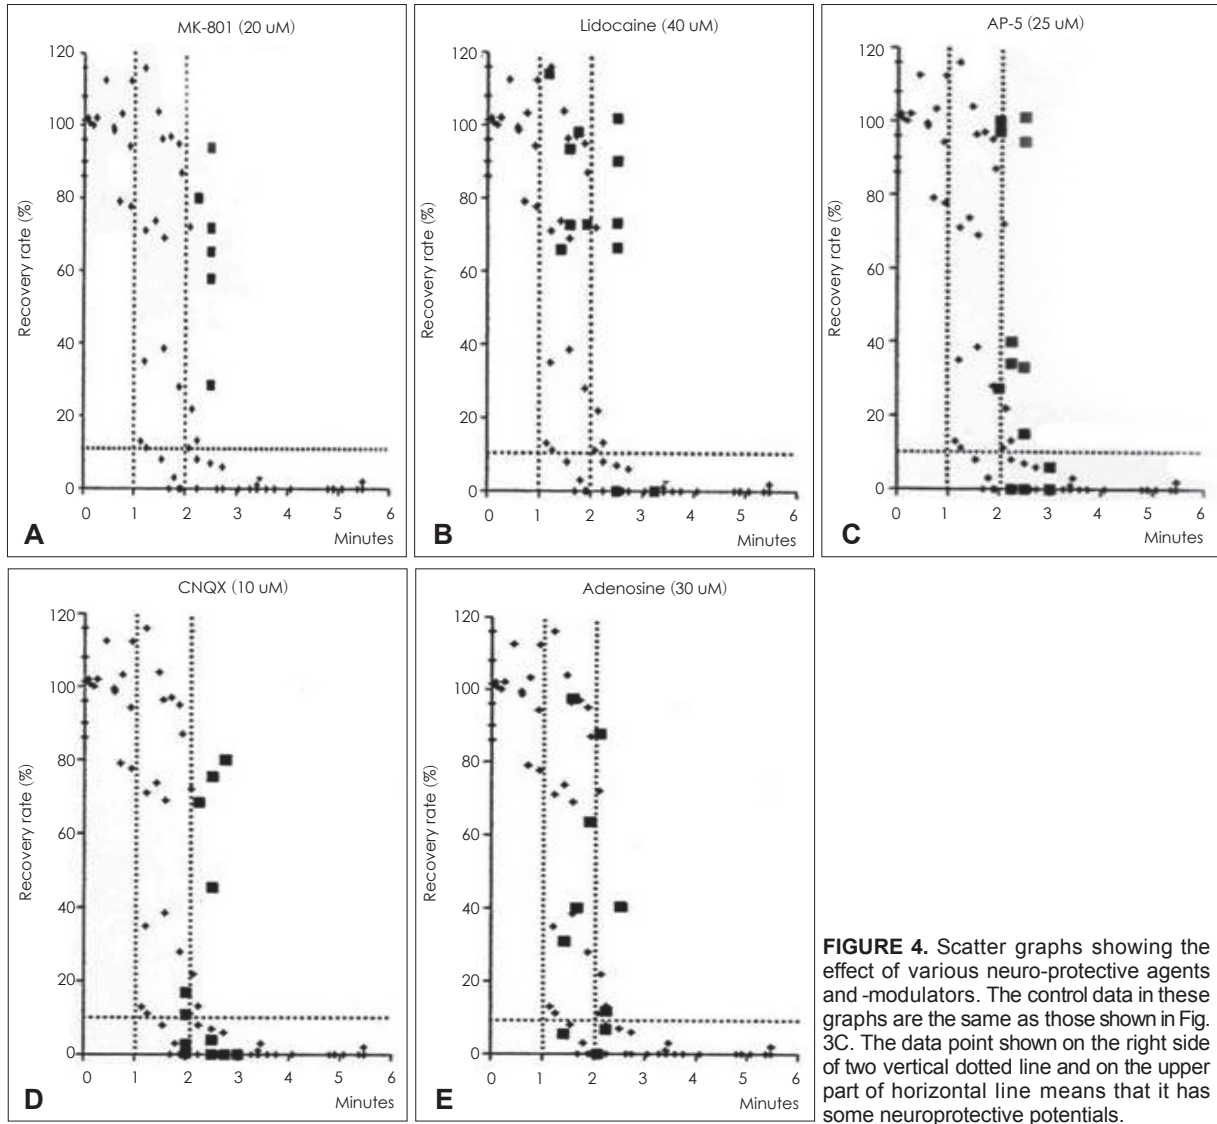 MK-801 (20 uM)
Recovery rate (%)
120
100
80
60
40
20
0
0 1 2 3 4 5 6
A
Minutes
Lidocaine (40 uM)
Recovery rate (%)
120
100
80
60
40
20
0
0 1 2 3 4 5 6
B
Minutes
AP-5 (25 uM)
Recovery rate (%)
120
100
80
60
40
20
0
0 1 2 3 4 5 6
C
Minutes
CNQX (10 uM)
Recovery rate (%)
120
100
80
60
40
20
0
0 1 2 3 4 5 6
D
Minutes
Adenosine (30 uM)
Recovery rate (%)
120
100
80
60
40
20
0
0 1 2 3 4 5 6
E
Minutes
FIGURE 4. Scatter graphs showing the
effect of various neuro-protective agents
and -modulators. The control data in these
graphs are the same as those shown in Fig.
3C. The data point shown on the right side
of two vertical dotted line and on the upper
part of horizontal line means that it has
some neuroprotective potentials.